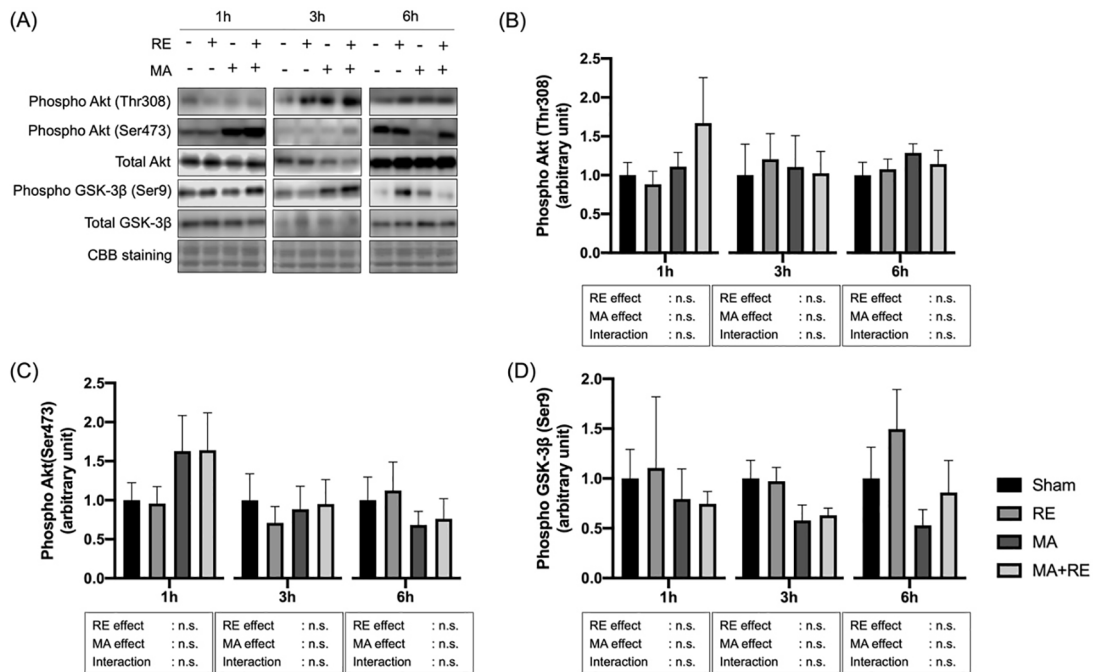 (A)
1h 3h 6h
RE - + - + - + - + - + - +
MA - - + + - - + + - - + +
Phospho Akt (Thr308)
Phospho Akt (Ser473)
Total Akt
Phospho GSK-3β (Ser9)
Total GSK-3β
CBB staining
(B)
Phospho Akt (Thr308)
(arbitrary unit)
2.5
2.0
1.5
1.0
0.5
0.0
1h 3h 6h
RE effect : n.s. RE effect : n.s. RE effect : n.s.
MA effect : n.s. MA effect : n.s. MA effect : n.s.
Interaction : n.s. Interaction : n.s. Interaction : n.s.
(C)
Phospho Akt(Ser473)
(arbitrary unit)
2.5
2.0
1.5
1.0
0.5
0.0
1h 3h 6h
RE effect : n.s. RE effect : n.s. RE effect : n.s.
MA effect : n.s. MA effect : n.s. MA effect : n.s.
Interaction : n.s. Interaction : n.s. Interaction : n.s.
(D)
Phospho GSK-3β (Ser9)
(arbitrary unit)
2.0
1.5
1.0
0.5
0.0
1h 3h 6h
RE effect : n.s. RE effect : n.s. RE effect : n.s.
MA effect : n.s. MA effect : n.s. MA effect : n.s.
Interaction : n.s. Interaction : n.s. Interaction : n.s.
Sham
RE
MA
MA+RE